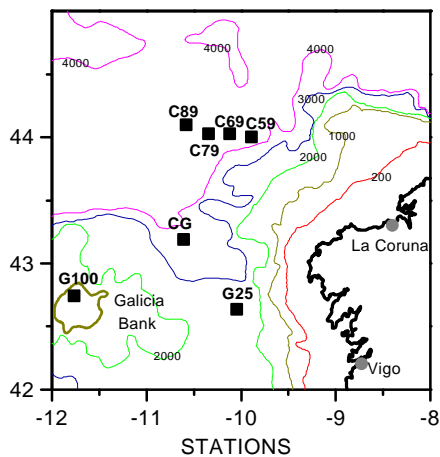 4000
4000
4000
3000
C89
C69
C59
44
1000
C79
2000
200
CG
La Coruna
43
G100
Galicia
G25
Bank
2000
Vigo
42
-12 -11 -10 -9 -8
STATIONS